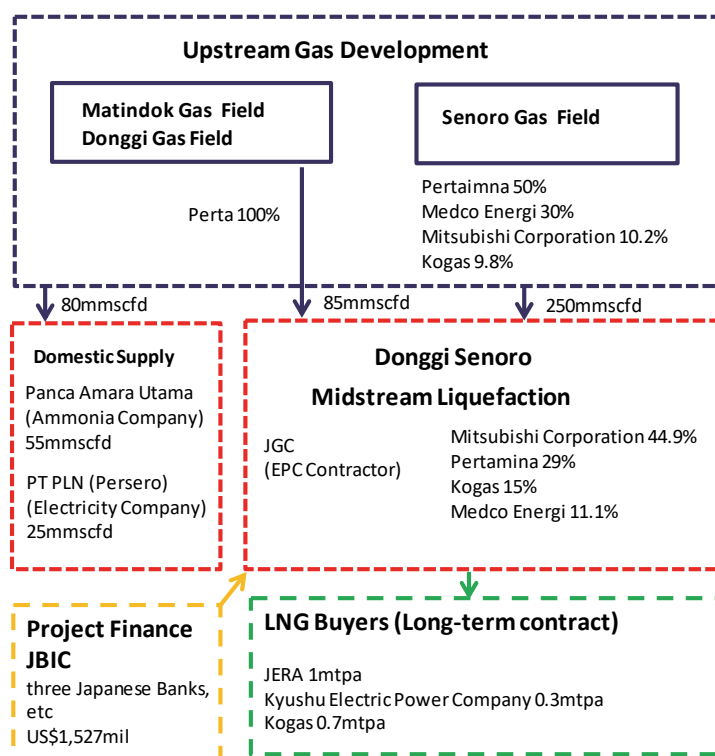 Upstream Gas Development
Matindok Gas Field
Donggi Gas Field
Senoro Gas Field
Perta 100%
Pertaimna 50%
Medco Energi 30%
Mitsubishi Corporation 10.2%
Kogas 9.8%
80mmscfd
85mmscfd
250mmscfd
Domestic Supply
Panca Amara Utama
(Ammonia Company)
55mmscfd
PT PLN (Persero)
(Electricity Company)
25mmscfd
Donggi Senoro
Midstream Liquefaction
JGC
(EPC Contractor)
Mitsubishi Corporation 44.9%
Pertamina 29%
Kogas 15%
Medco Energi 11.1%
Project Finance
JBIC
three Japanese Banks,
etc
US$1,527mil
LNG Buyers (Long-term contract)
JERA 1mtpa
Kyushu Electric Power Company 0.3mtpa
Kogas 0.7mtpa